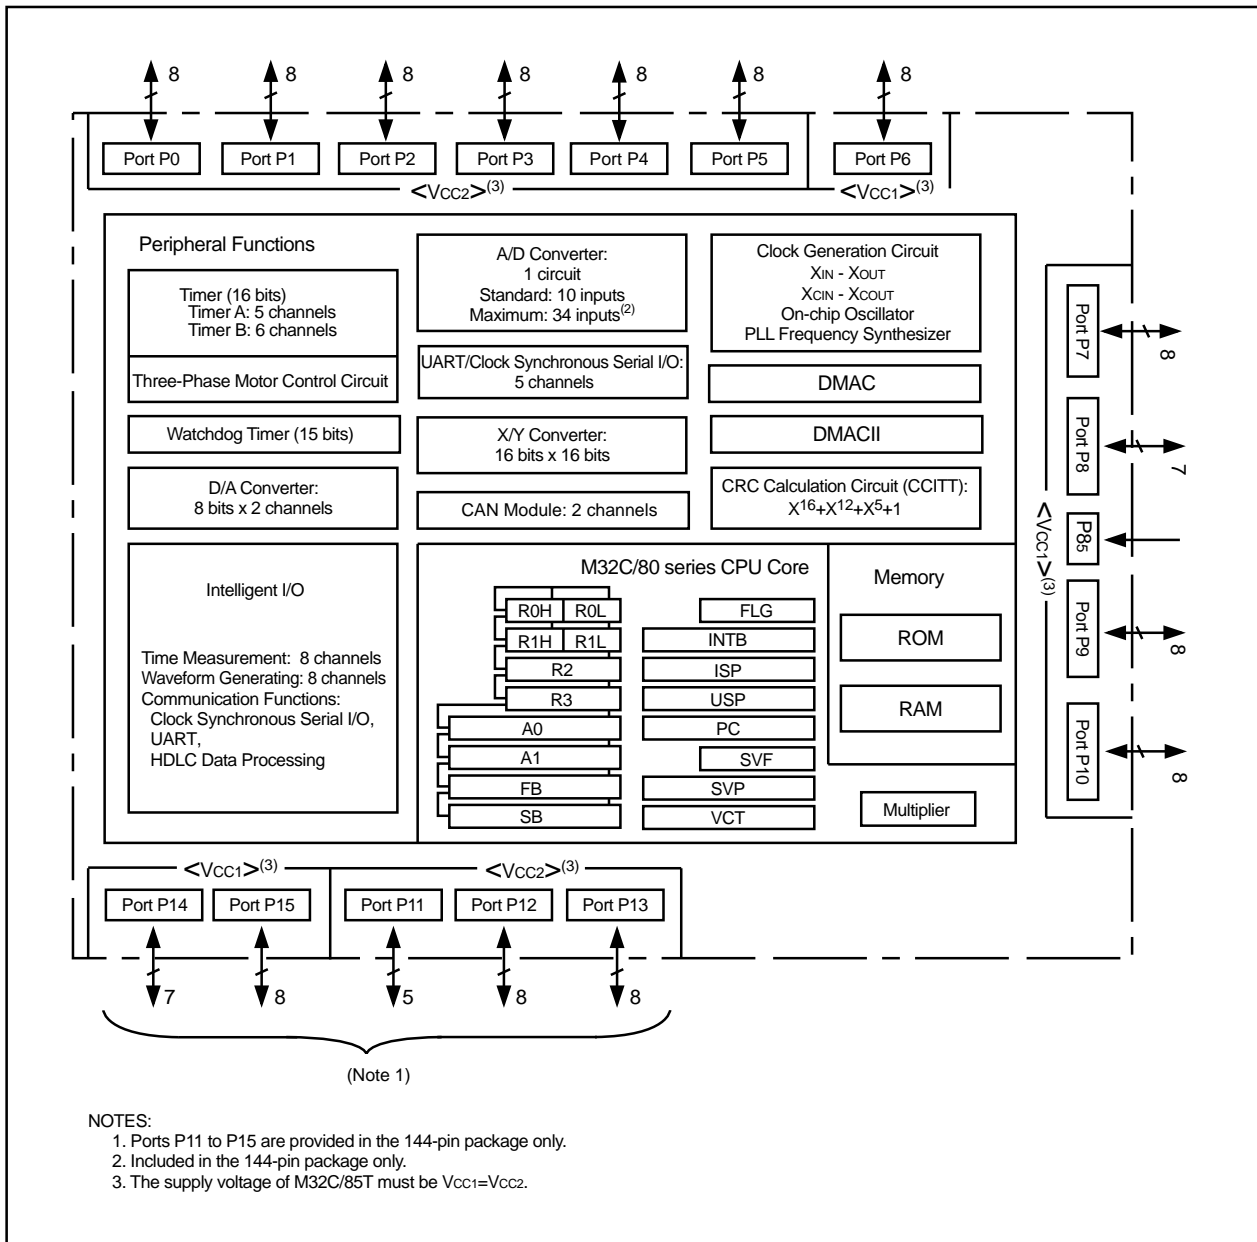 8 8 8 8 8 8 8
Port P0 Port P1 Port P2 Port P3 Port P4 Port P5 Port P6
<VCC2>(3) <VCC1>(3)
Peripheral Functions
Timer (16 bits)
Timer A: 5 channels
Timer B: 6 channels
Three-Phase Motor Control Circuit
Watchdog Timer (15 bits)
D/A Converter:
8 bits x 2 channels
A/D Converter:
1 circuit
Standard: 10 inputs
Maximum: 34 inputs(2)
UART/Clock Synchronous Serial I/O:
5 channels
X/Y Converter:
16 bits x 16 bits
CAN Module: 2 channels
Clock Generation Circuit
XIN - XOUT
XCIN - XCOUT
On-chip Oscillator
PLL Frequency Synthesizer
DMAC
DMACII
CRC Calculation Circuit (CCITT):
X16+X12+X5+1
Intelligent I/O
Time Measurement: 8 channels
Waveform Generating: 8 channels
Communication Functions:
Clock Synchronous Serial I/O,
UART,
HDLC Data Processing
M32C/80 series CPU Core
R0H R0L
R1H R1L
R2
R3
A0
A1
FB
SB
FLG
INTB
ISP
USP
PC
SVF
SVP
VCT
Memory
ROM
RAM
Multiplier
Port P7
8
Port P8
7
P85
<VCC1>(3)
Port P9
8
Port P10
8
<VCC1>(3) <VCC2>(3)
Port P14 Port P15 Port P11 Port P12 Port P13
7 8 5 8 8
(Note 1)
NOTES:
1. Ports P11 to P15 are provided in the 144-pin package only.
2. Included in the 144-pin package only.
3. The supply voltage of M32C/85T must be VCC1=VCC2.